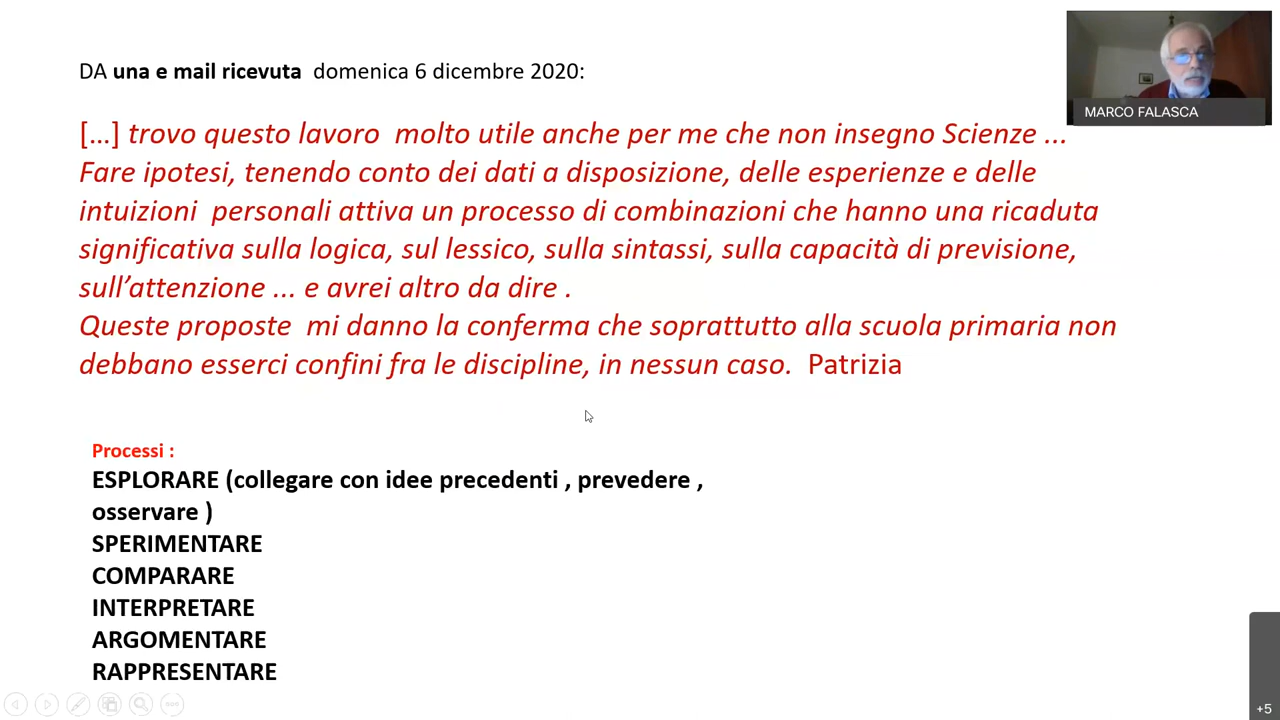 DA una e mail ricevuta domenica 6 dicembre 2020:
MARCO FALASCA
[...] trovo questo lavoro molto utile anche per me che non insegno Scienze ...
Fare ipotesi, tenendo conto dei dati a disposizione, delle esperienze e delle
intuizioni personali attiva un processo di combinazioni che hanno una ricaduta
significativa sulla logica, sul lessico, sulla sintassi, sulla capacità di previsione,
sull’attenzione ... e avrei altro da dire .
Queste proposte mi danno la conferma che soprattutto alla scuola primaria non
debbano esserci confini fra le discipline, in nessun caso. Patrizia
Processi :
ESPLORARE (collegare con idee precedenti , prevedere ,
osservare )
SPERIMENTARE
COMPARARE
INTERPRETARE
ARGOMENTARE
RAPPRESENTARE
+5